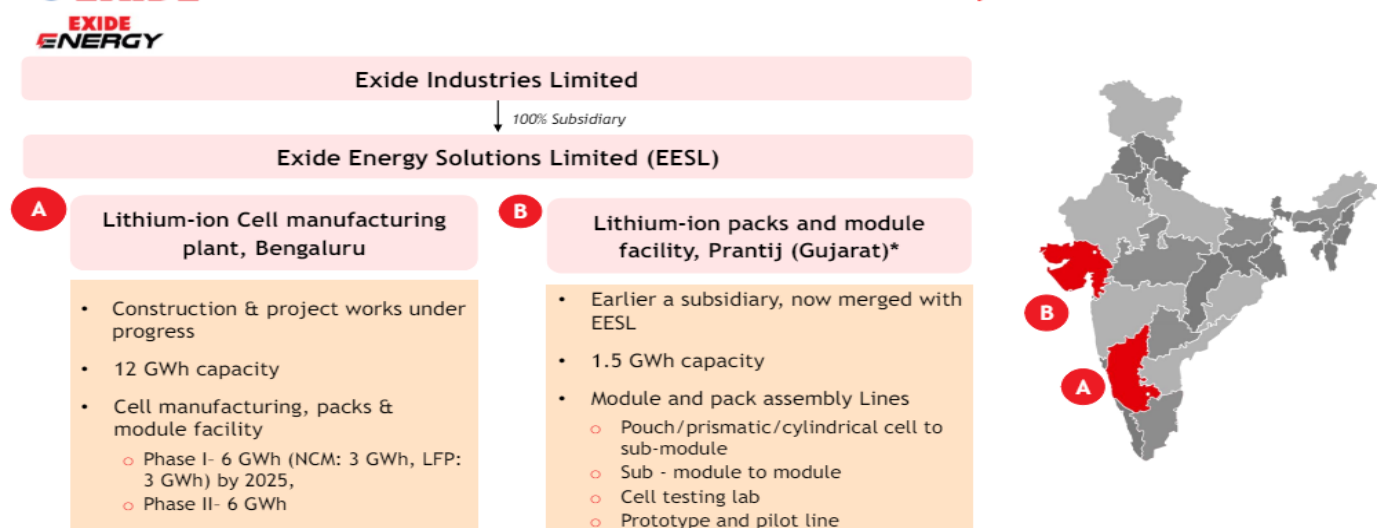 EXIDE
ENERGY
Exide Industries Limited
100% Subsidiary
Exide Energy Solutions Limited (EESL)
A
Lithium-ion Cell manufacturing
plant, Bengaluru
• Construction & project works under
progress
• 12 GWh capacity
• Cell manufacturing, packs &
module facility
o Phase I- 6 GWh (NCM: 3 GWh, LFP:
3 GWh) by 2025,
o Phase II- 6 GWh
B
Lithium-ion packs and module
facility, Prantij (Gujarat)*
• Earlier a subsidiary, now merged with
EESL
• 1.5 GWh capacity
• Module and pack assembly Lines
o Pouch/prismatic/cylindrical cell to
sub-module
o Sub - module to module
o Cell testing lab
o Prototype and pilot line
B
A